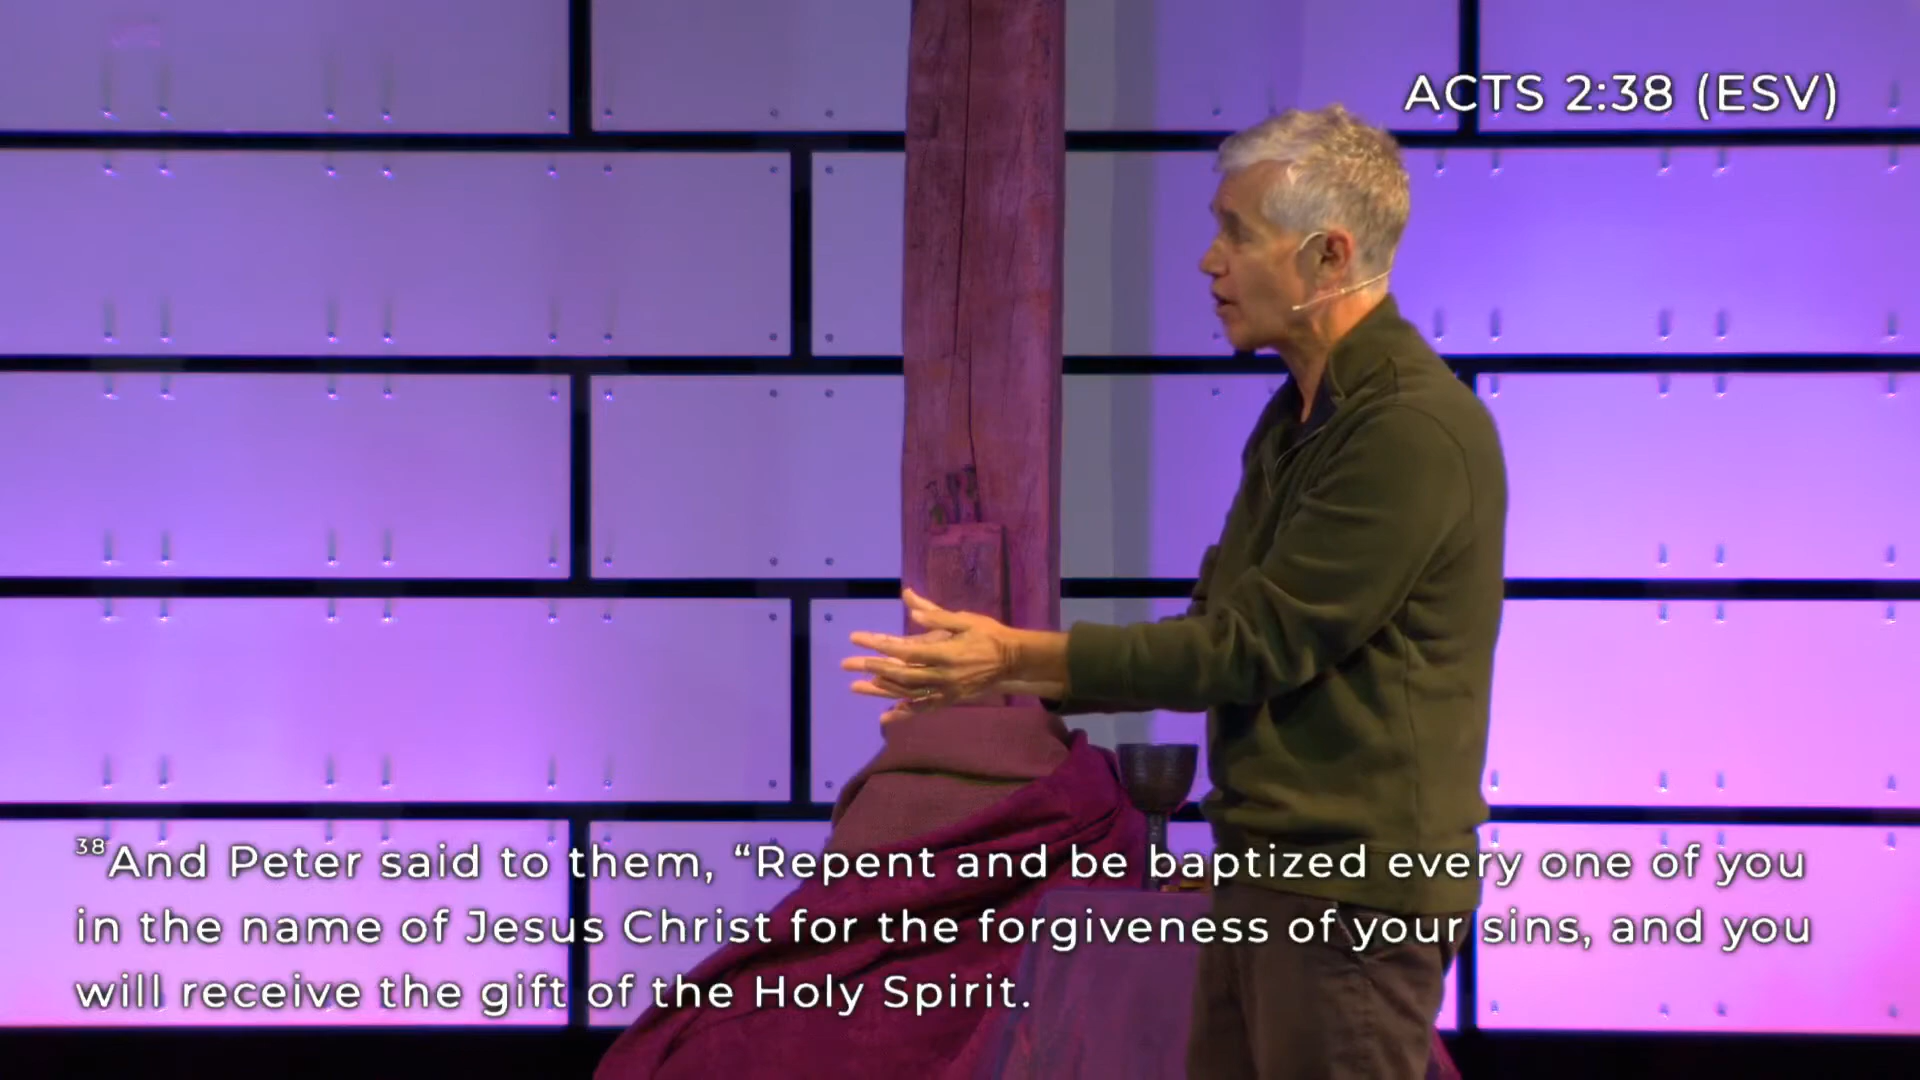 ACTS 2:38 (ESV)
38And Peter said to them, “Repent and be baptized every one of you
in the name of Jesus Christ for the forgiveness of your sins, and you
will receive the gift of the Holy Spirit.